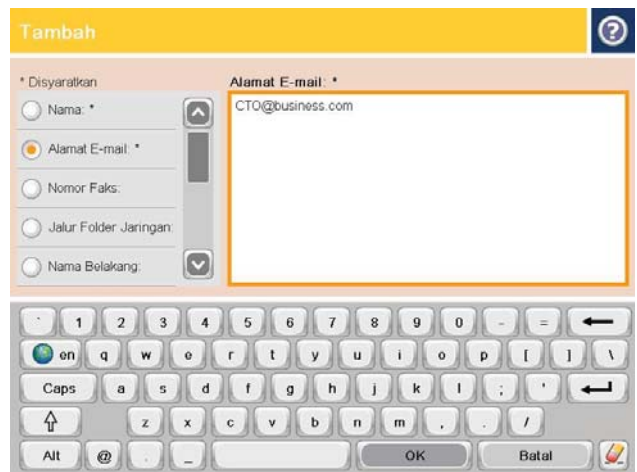 Tambah
?
* Disyaratkan
Alamat E-mail: *
Nama: *
Alamat E-mail: *
Nomor Faks:
Jalur Folder Jaringan:
Nama Belakang:
CTO@business.com
` 1 2 3 4 5 6 7 8 9 0 - =
en q w e r t y u i o p [ ] \
Caps a s d f g h j k l ; '
z x c v b n m , . /
Alt @ . _ OK Batal